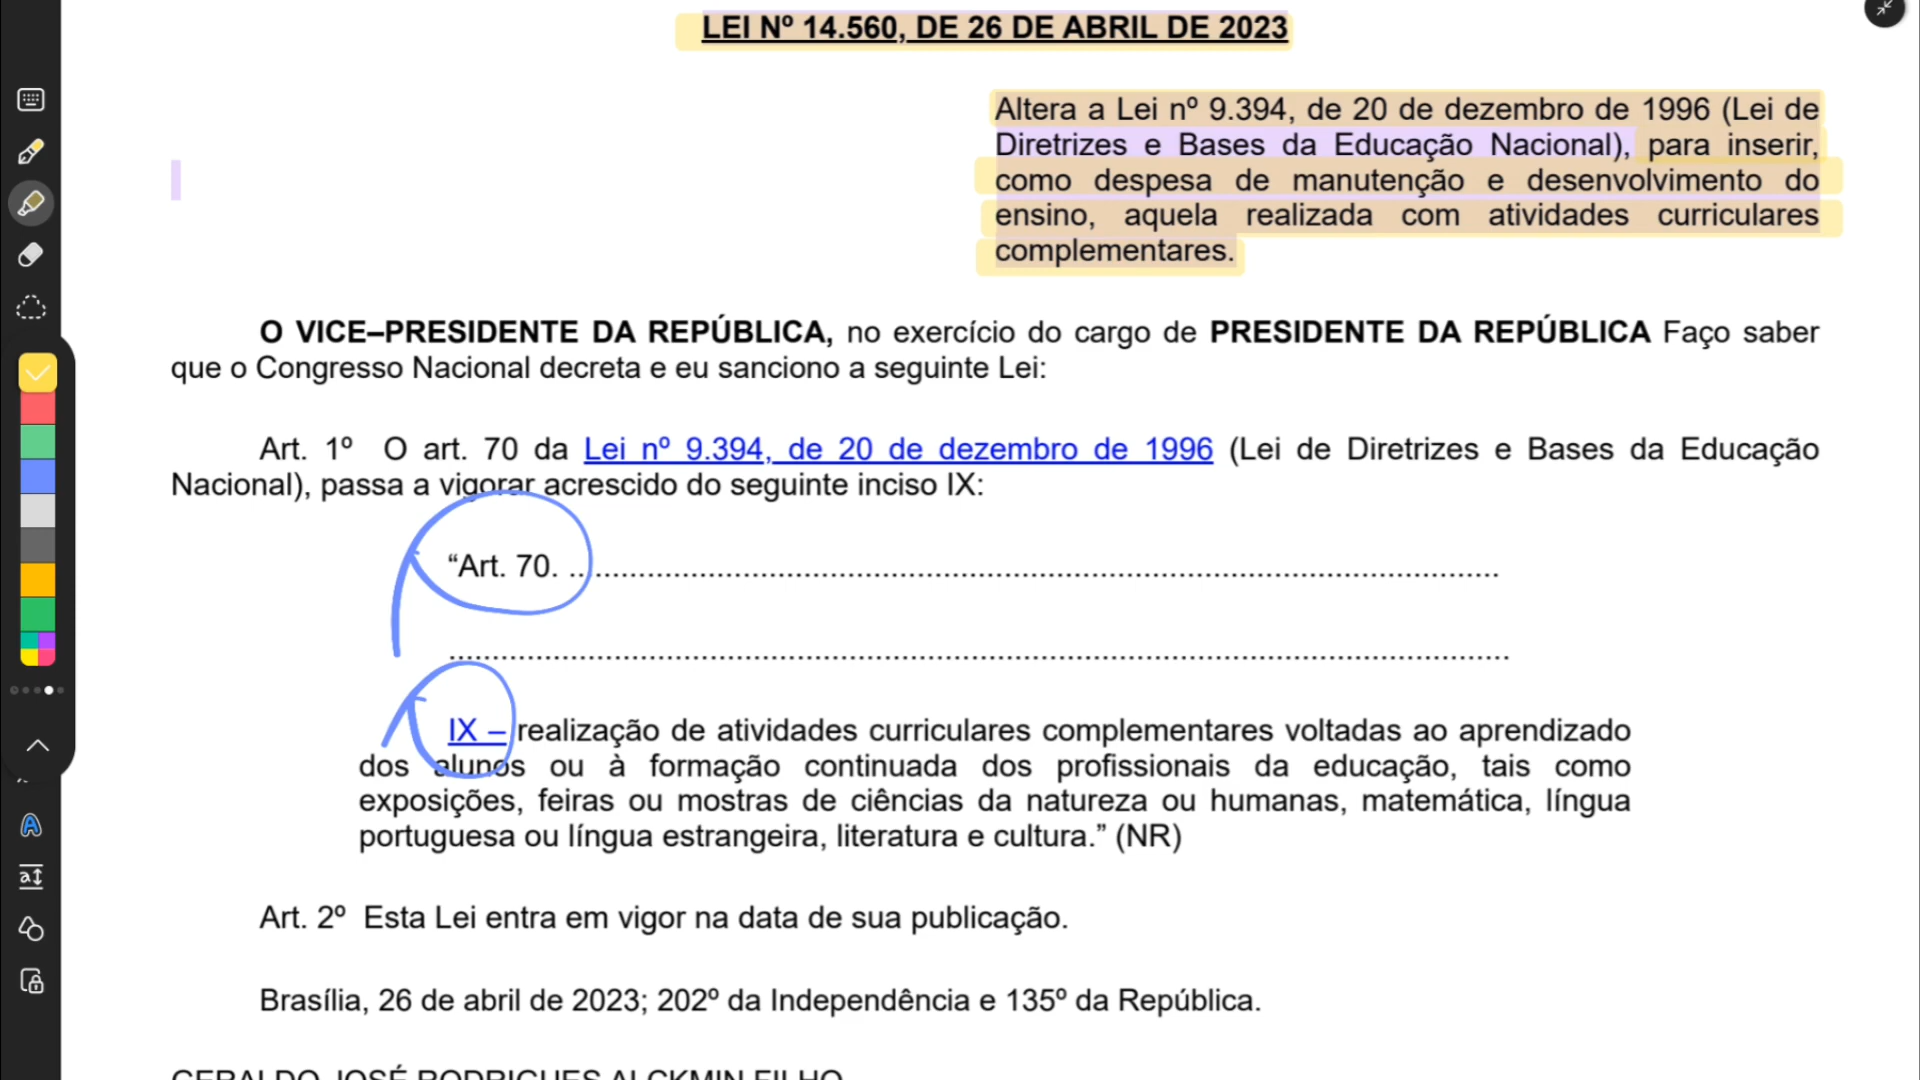 LEI Nº 14.560, DE 26 DE ABRIL DE 2023
Altera a Lei nº 9.394, de 20 de dezembro de 1996 (Lei de
Diretrizes e Bases da Educação Nacional), para inserir,
como despesa de manutenção e desenvolvimento do
ensino, aquela realizada com atividades curriculares
complementares.
O VICE–PRESIDENTE DA REPÚBLICA, no exercício do cargo de PRESIDENTE DA REPÚBLICA Faço saber
que o Congresso Nacional decreta e eu sanciono a seguinte Lei:
Art. 1º O art. 70 da Lei nº 9.394, de 20 de dezembro de 1996 (Lei de Diretrizes e Bases da Educação
Nacional), passa a vigorar acrescido do seguinte inciso IX:
“Art. 70. ........................................................................................................
........................................................................................................................
IX – realização de atividades curriculares complementares voltadas ao aprendizado
dos alunos ou à formação continuada dos profissionais da educação, tais como
exposições, feiras ou mostras de ciências da natureza ou humanas, matemática, língua
portuguesa ou língua estrangeira, literatura e cultura.” (NR)
Art. 2º Esta Lei entra em vigor na data de sua publicação.
Brasília, 26 de abril de 2023; 202º da Independência e 135º da República.
GERALDO JOSÉ RODRIGUES ALCKMIN FILHO